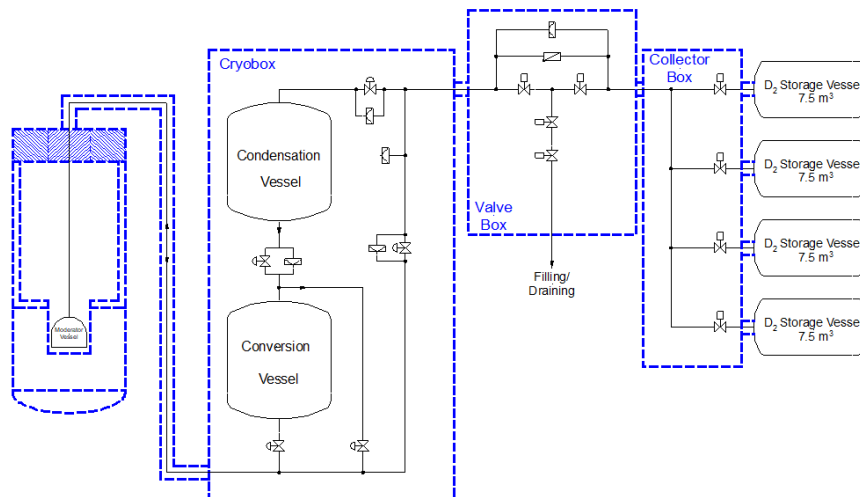 Cryobox
Condensation
Vessel
Conversion
Vessel
Moderator
Vessel
Valve
Box
Filling/
Draining
Collector
Box
D₂ Storage Vesse
7.5 m³
D₂ Storage Vesse
7.5 m³
D₂ Storage Vesse
7.5 m³
D₂ Storage Vesse
7.5 m³